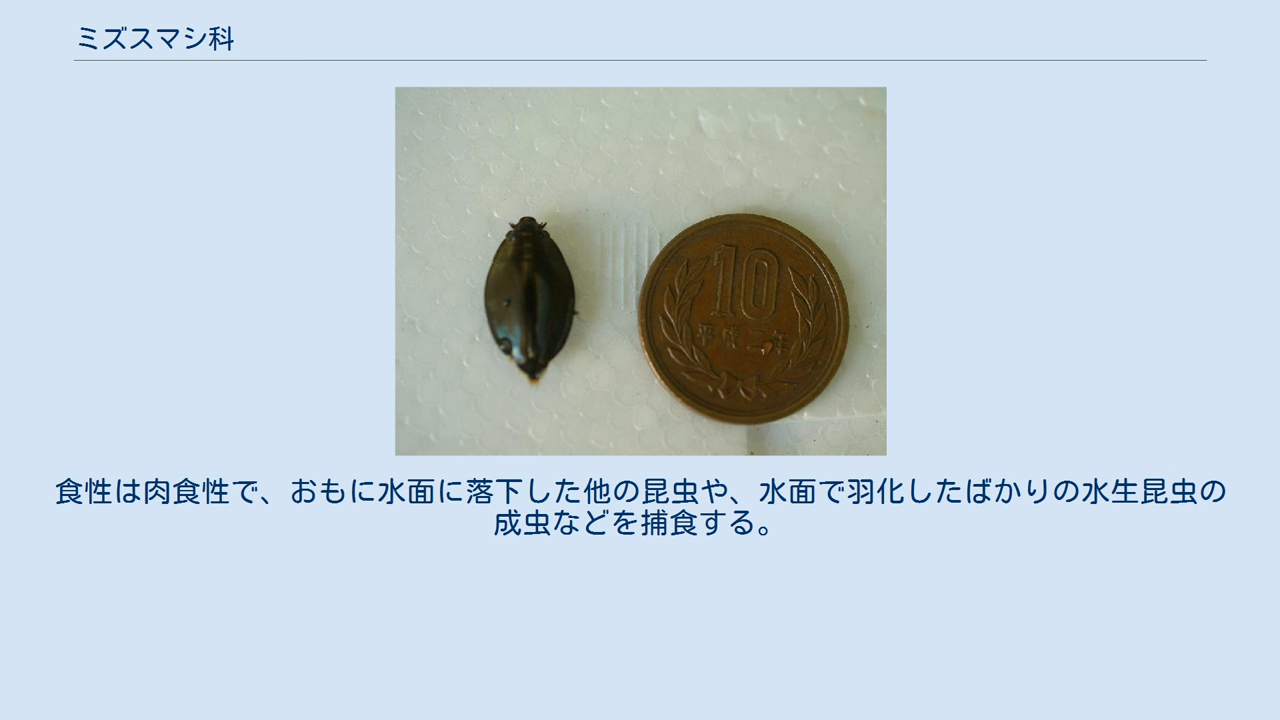 ミズスマシ科
10
平成二年
食性は肉食性で、おもに水面に落下した他の昆虫や、水面で羽化したばかりの水生昆虫の
成虫などを捕食する。